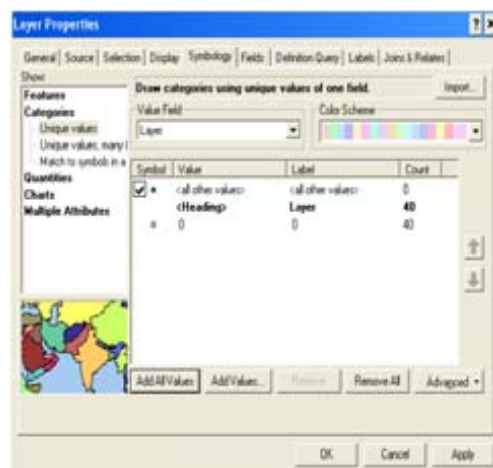 Layer Properties
General Source Selection Display Symbology Fields Definition Query Labels Joins & Relates
Show:
Features
Categories
Unique values
Unique values, many f
Match to symbols in a
Quantities
Charts
Multiple Attributes
Draw categories using unique values of one field.
Import...
Value Field
Layer
Color Scheme
Symbol Value Label Count
<all other values> <all other values> 0
<Heading> Layer 40
0 0 40
Add All Values Add Values... Remove Remove All Advanced
OK Cancel Apply